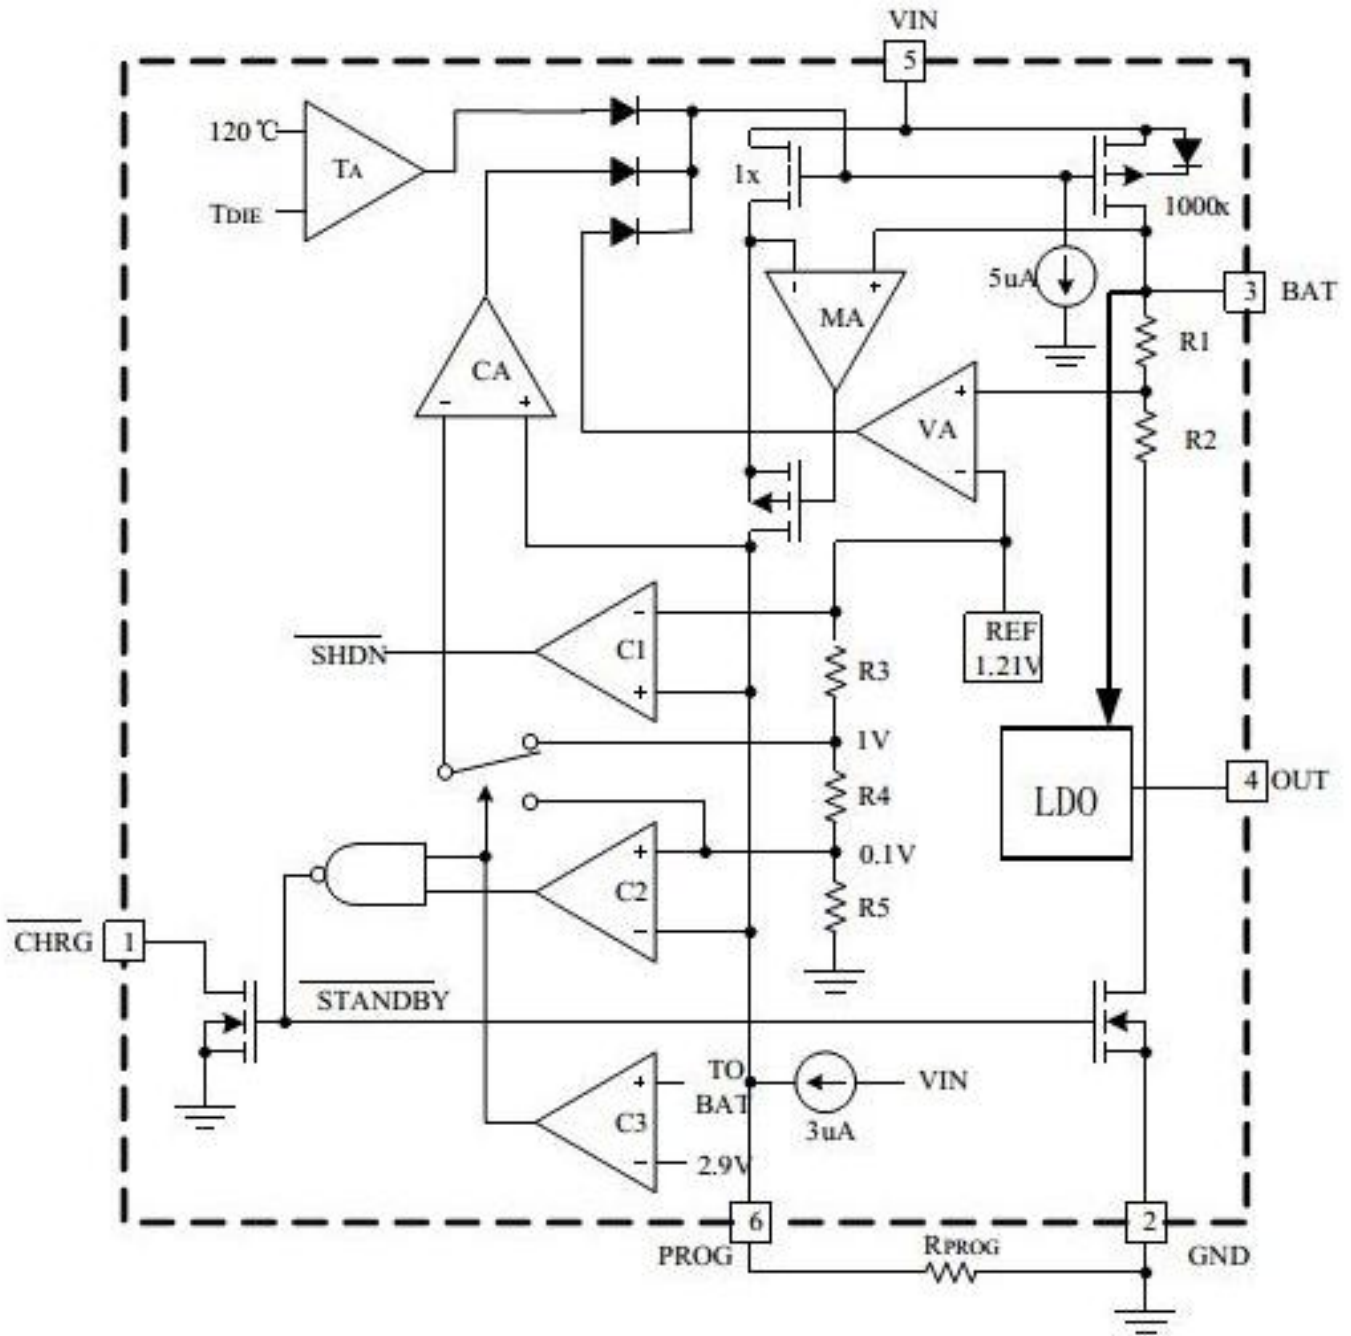 VIN
5
120℃
TA
TDIE
1x
1000x
- +
MA
5uA
3 BAT
R1
CA
- +
+
VA
-
R2
REF
1.21V
-
C1
+
SHDN
R3
1V
LDO
4 OUT
R4
+
C2
-
0.1V
R5
CHRG 1
STANDBY
+
C3
-
TO
BAT
2.9V
VIN
3uA
6
PROG
RPROG
2
GND